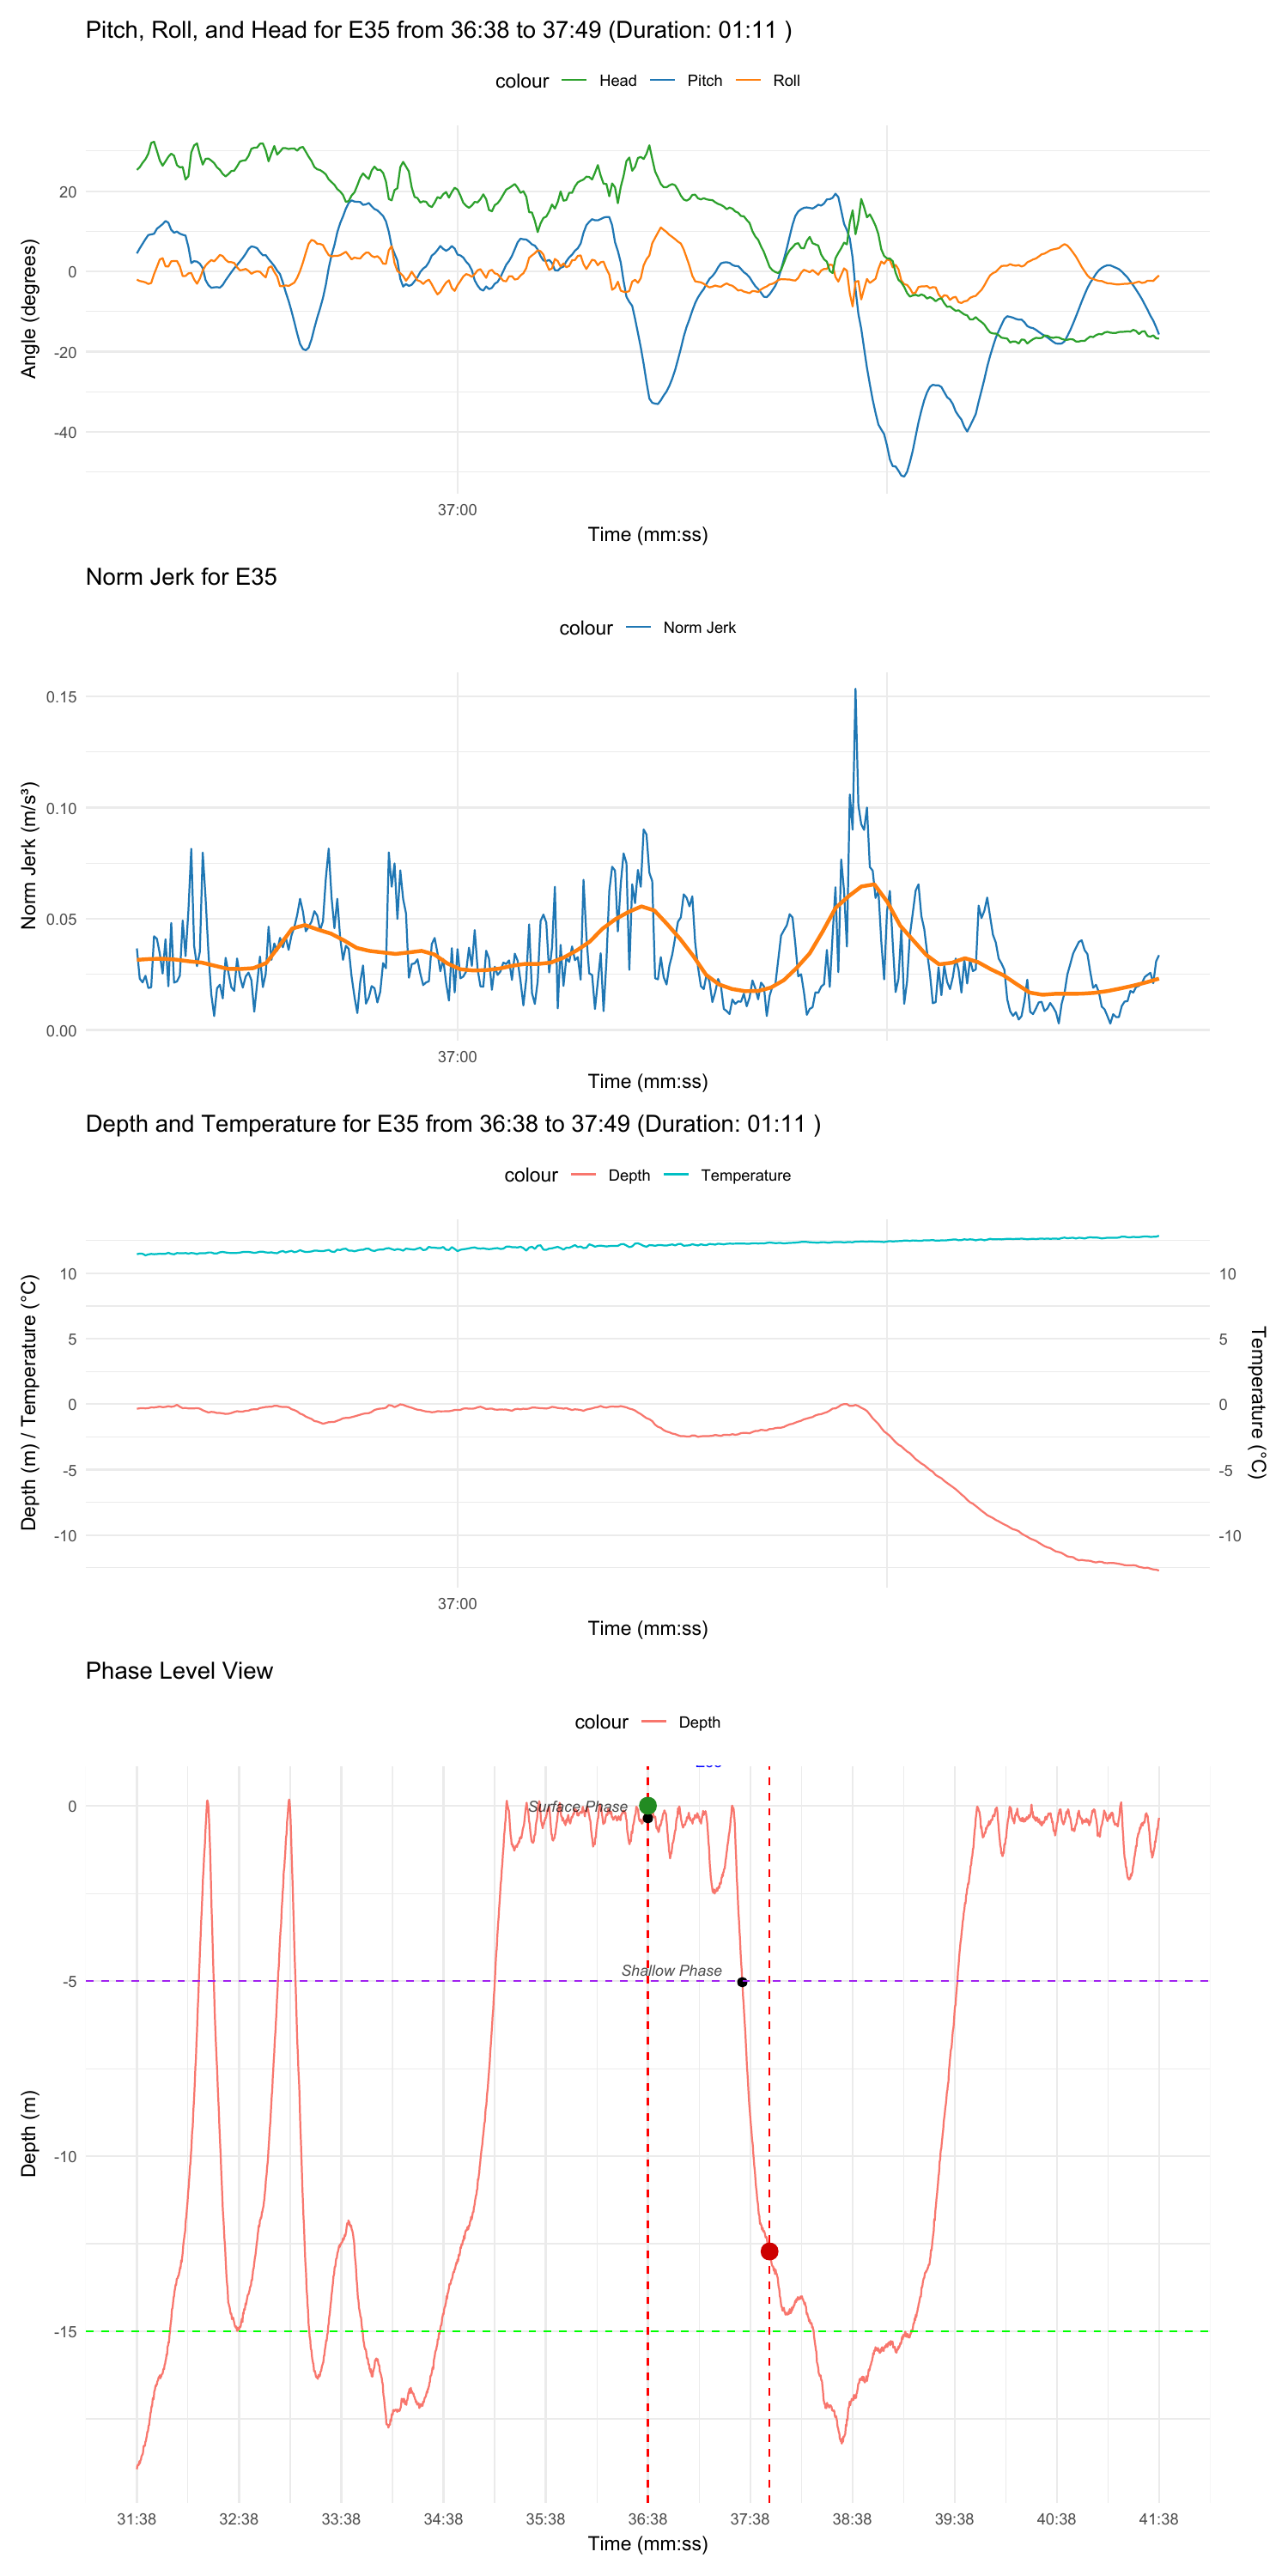 Pitch, Roll, and Head for E35 from 36:38 to 37:49 (Duration: 01:11 )
colour Head Pitch Roll
Angle (degrees)
20
0
-20
-40
37:00
Time (mm:ss)
Norm Jerk for E35
colour Norm Jerk
Norm Jerk (m/s³)
0.15
0.10
0.05
0.00
37:00
Time (mm:ss)
Depth and Temperature for E35 from 36:38 to 37:49 (Duration: 01:11 )
colour Depth Temperature
Depth (m) / Temperature (°C)
10 10
5 5
0 0
-5 -5
-10 -10
Temperature (°C)
37:00
Time (mm:ss)
Phase Level View
colour Depth
Depth (m)
0
Surface Phase
Shallow Phase
-5
-10
-15
31:38 32:38 33:38 34:38 35:38 36:38 37:38 38:38 39:38 40:38 41:38
Time (mm:ss)